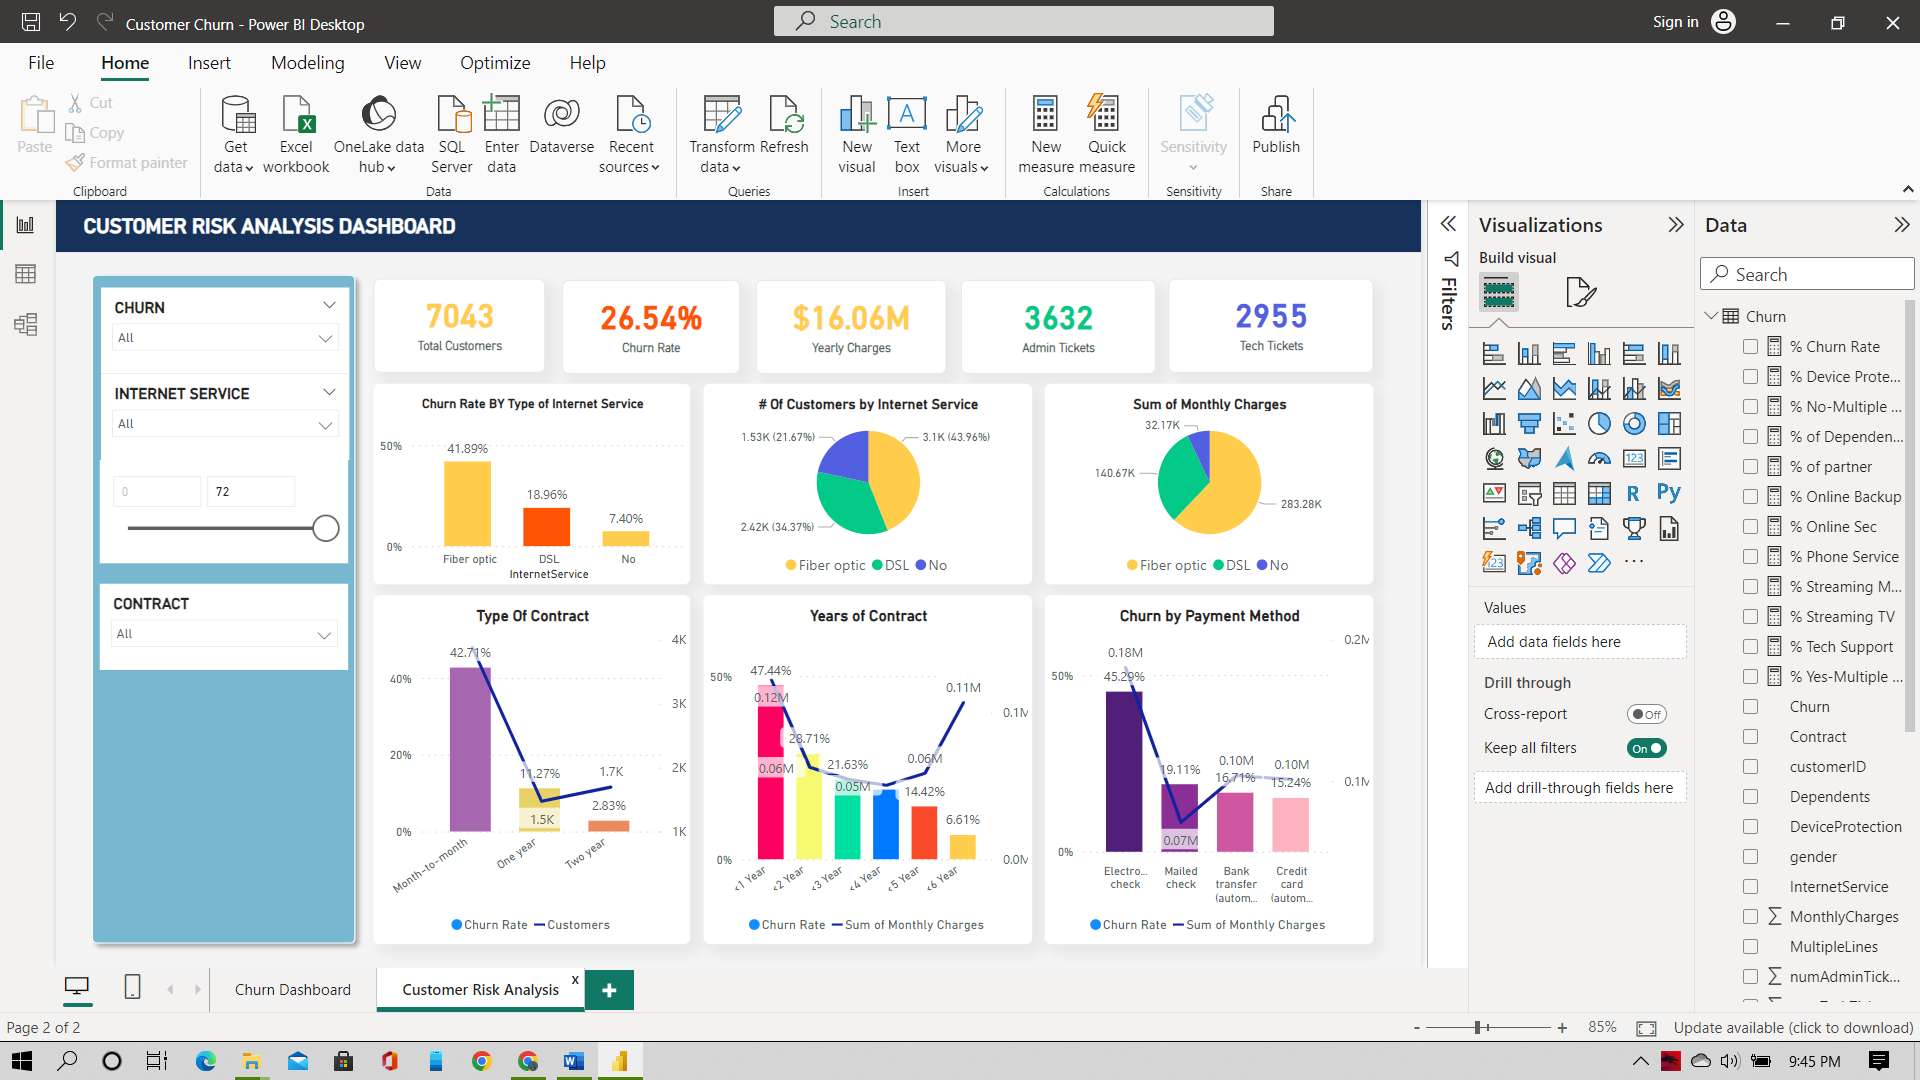 Customer Churn - Power BI Desktop
Search
Sign in
File
Home
Insert
Modeling
View
Optimize
Help
Paste
Cut
Copy
Format painter
Clipboard
Get data
Excel workbook
OneLake data hub
SQL Server
Enter data
Dataverse
Recent sources
Data
Transform data
Refresh
Queries
New visual
A
Text box
More visuals
Insert
New measure
Quick measure
Calculations
Sensitivity
Sensitivity
Publish
Share
CUSTOMER RISK ANALYSIS DASHBOARD
CHURN
All
INTERNET SERVICE
All
0
72
CONTRACT
All
7043
Total Customers
26.54%
Churn Rate
$16.06M
Yearly Charges
3632
Admin Tickets
2955
Tech Tickets
Churn Rate BY Type of Internet Service
50%
0%
41.89%
18.96%
7.40%
Fiber optic
DSL
No
InternetService
# Of Customers by Internet Service
1.53K (21.67%)
3.1K (43.96%)
2.42K (34.37%)
Fiber optic
DSL
No
Sum of Monthly Charges
32.17K
140.67K
283.28K
Fiber optic
DSL
No
Type Of Contract
40%
20%
0%
4K
3K
2K
1K
42.71%
11.27%
1.5K
1.7K
2.83%
Month-to-month
One year
Two year
Churn Rate
Customers
Years of Contract
50%
0%
0.1M
0.0M
47.44%
0.12M
0.06M
28.71%
21.63%
0.05M
0.06M
14.42%
0.11M
6.61%
<1 Year
<2 Year
<3 Year
<4 Year
<5 Year
<6 Year
Churn Rate
Sum of Monthly Charges
Churn by Payment Method
50%
0%
0.2M
0.1M
0.18M
45.29%
19.11%
0.07M
0.10M
16.71%
0.10M
15.24%
Electro... check
Mailed check
Bank transfer (autom...
Credit card (autom...
Churn Rate
Sum of Monthly Charges
Filters
Visualizations
Build visual
123
R
Py
123
Values
Add data fields here
Drill through
Cross-report
Off
Keep all filters
On
Add drill-through fields here
Data
Search
Churn
% Churn Rate
% Device Prote...
% No-Multiple ...
% of Dependen...
% of partner
% Online Backup
% Online Sec
% Phone Service
% Streaming M...
% Streaming TV
% Tech Support
% Yes-Multiple ...
Churn
Contract
customerID
Dependents
DeviceProtection
gender
InternetService
MonthlyCharges
MultipleLines
numAdminTick...
Churn Dashboard
Customer Risk Analysis
x
+
Page 2 of 2
-
+
85%
Update available (click to download)
9:45 PM